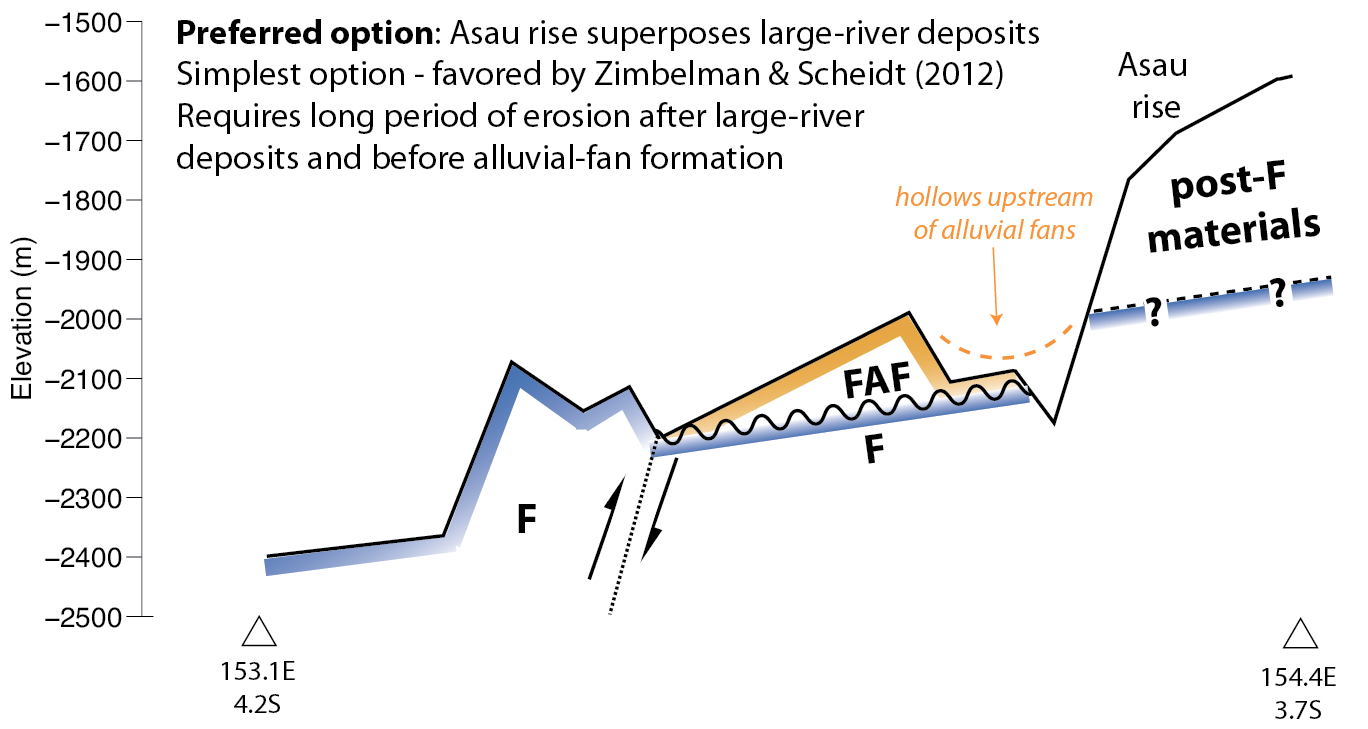 −1500
−1600
−1700
−1800
−1900
−2000
−2100
−2200
−2300
−2400
−2500
Elevation (m)
Preferred option: Asau rise superposes large-river deposits
Simplest option - favored by Zimbelman & Scheidt (2012)
Requires long period of erosion after large-river
deposits and before alluvial-fan formation
Asau
rise
post-F
materials
hollows upstream
of alluvial fans
?
?
FAF
F
F
153.1E
4.2S
154.4E
3.7S